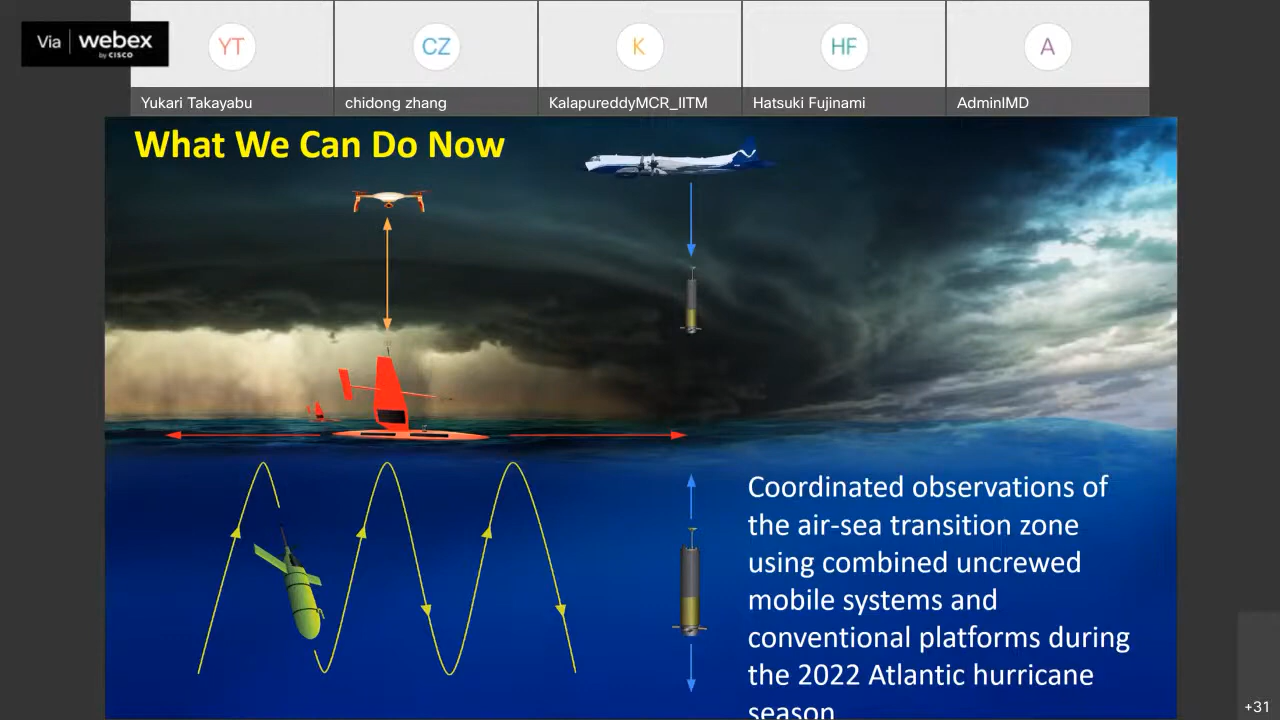 Via | webex
by CISCO
YT
CZ
K
HF
A
Yukari Takayabu
chidong zhang
KalapureddyMCR_IITM
Hatsuki Fujinami
AdminIMD
What We Can Do Now
Coordinated observations of
the air-sea transition zone
using combined uncrewed
mobile systems and
conventional platforms during
the 2022 Atlantic hurricane
season
+31